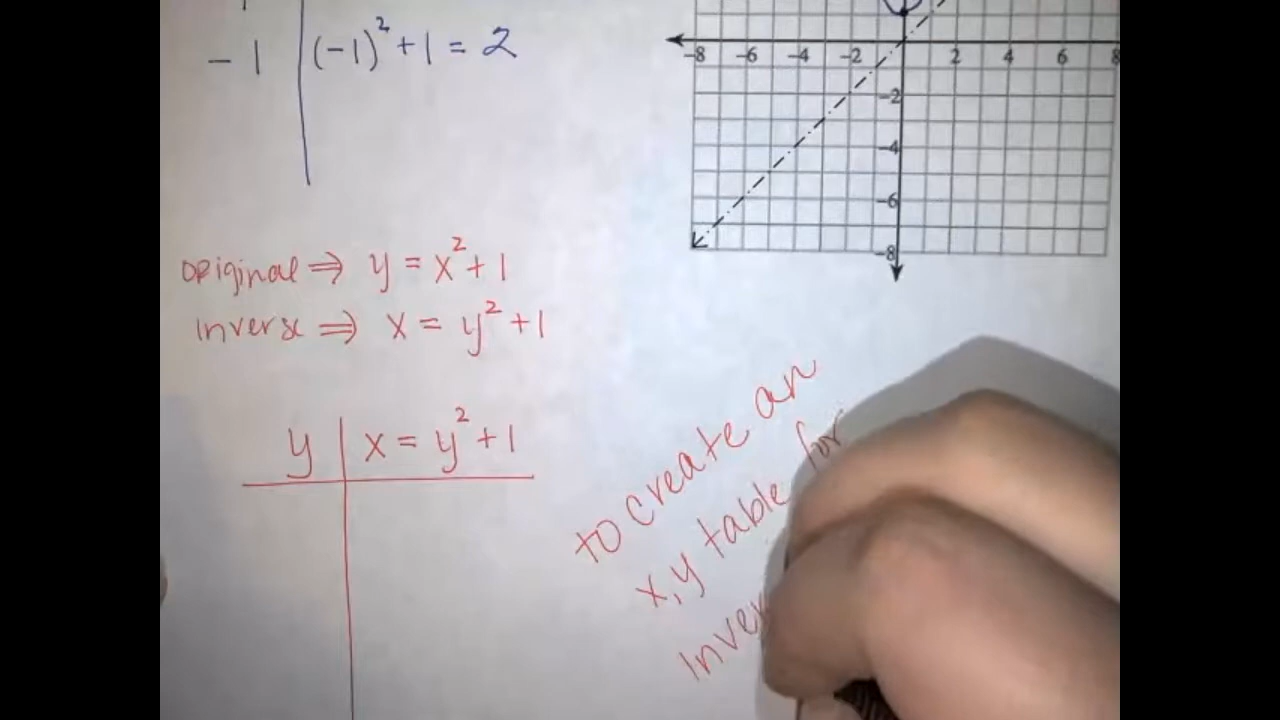 -1 | (-1)² + 1 = 2
-8 -6 -4 -2 2 4 6 8
-2
-4
-6
-8
original ⇒ y = x² + 1
inverse ⇒ x = y² + 1
y | x = y² + 1
to create an
x, y table for